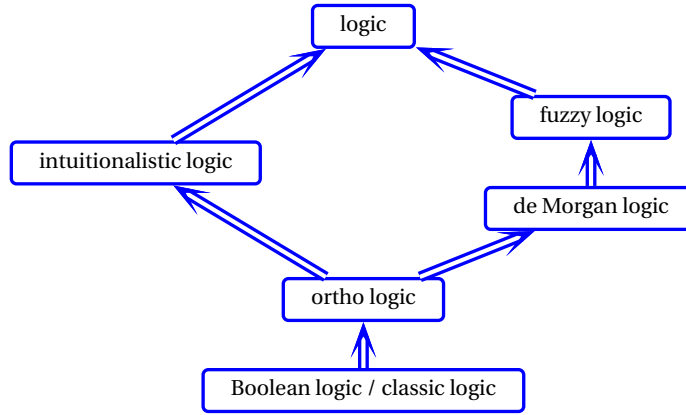 logic
fuzzy logic
intuitionalistic logic
de Morgan logic
ortho logic
Boolean logic / classic logic